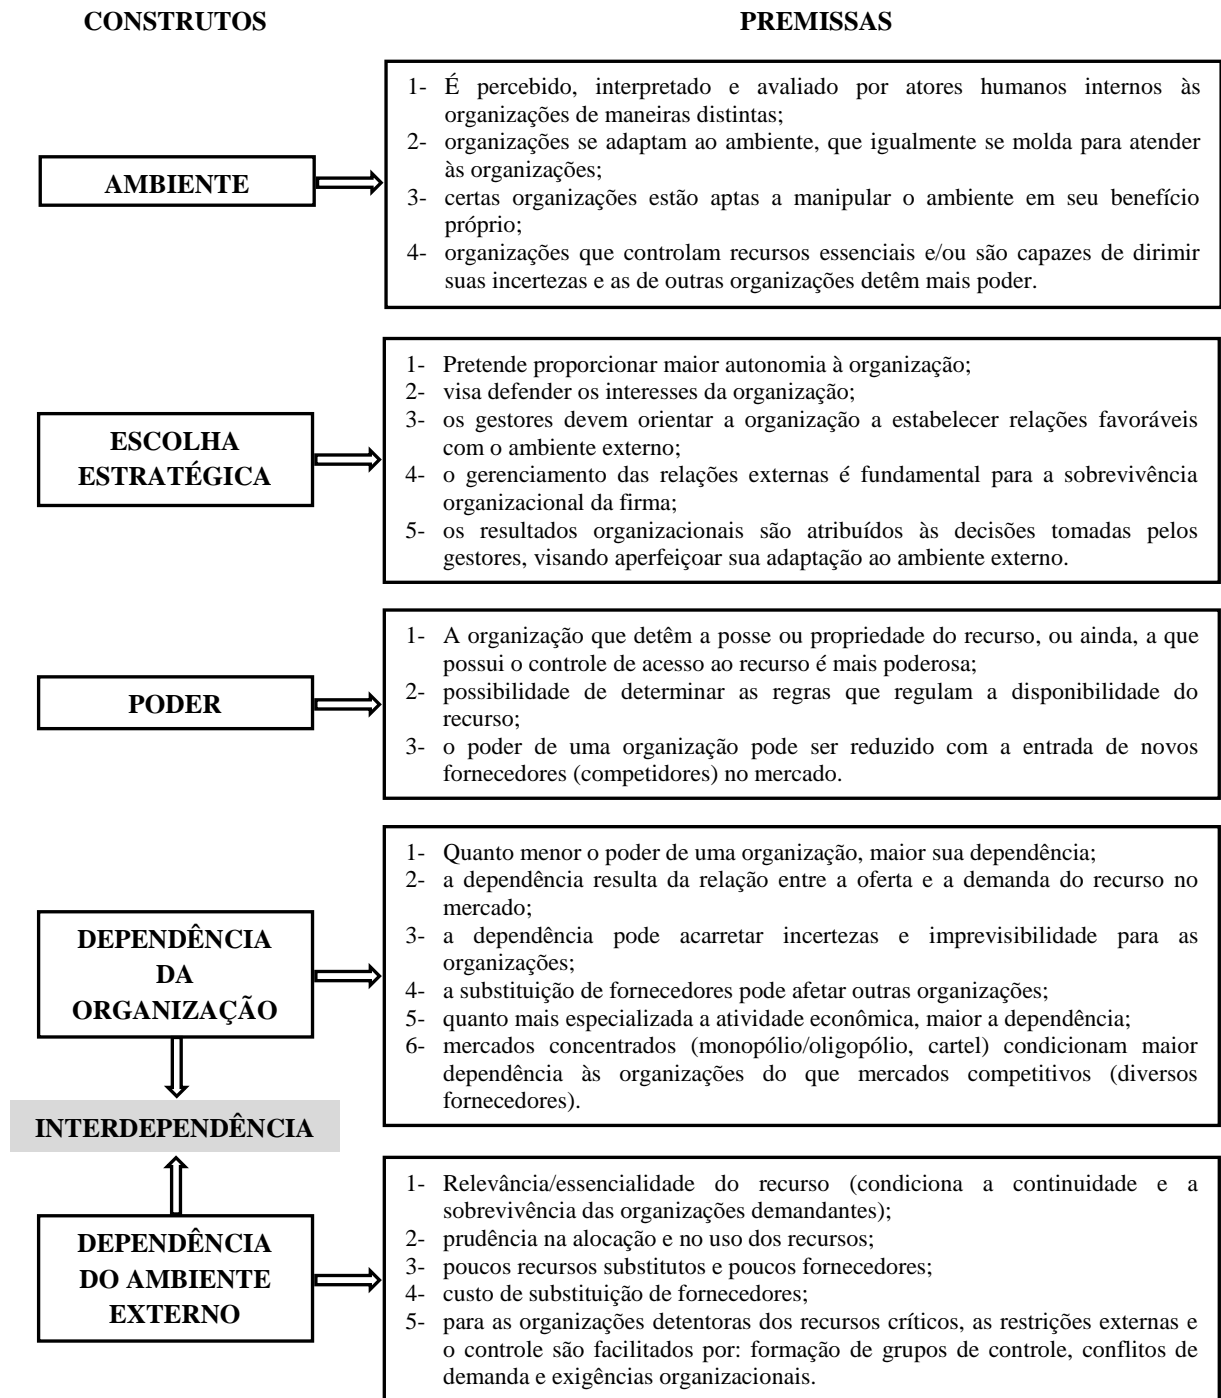 CONSTRUTOS
PREMISSAS
AMBIENTE
1- É percebido, interpretado e avaliado por atores humanos internos às
organizações de maneiras distintas;
2- organizações se adaptam ao ambiente, que igualmente se molda para atender
às organizações;
3- certas organizações estão aptas a manipular o ambiente em seu benefício
próprio;
4- organizações que controlam recursos essenciais e/ou são capazes de dirimir
suas incertezas e as de outras organizações detêm mais poder.
ESCOLHA
ESTRATÉGICA
1- Pretende proporcionar maior autonomia à organização;
2- visa defender os interesses da organização;
3- os gestores devem orientar a organização a estabelecer relações favoráveis
com o ambiente externo;
4- o gerenciamento das relações externas é fundamental para a sobrevivência
organizacional da firma;
5- os resultados organizacionais são atribuídos às decisões tomadas pelos
gestores, visando aperfeiçoar sua adaptação ao ambiente externo.
PODER
1- A organização que detêm a posse ou propriedade do recurso, ou ainda, a que
possui o controle de acesso ao recurso é mais poderosa;
2- possibilidade de determinar as regras que regulam a disponibilidade do
recurso;
3- o poder de uma organização pode ser reduzido com a entrada de novos
fornecedores (competidores) no mercado.
DEPENDÊNCIA
DA
ORGANIZAÇÃO
1- Quanto menor o poder de uma organização, maior sua dependência;
2- a dependência resulta da relação entre a oferta e a demanda do recurso no
mercado;
3- a dependência pode acarretar incertezas e imprevisibilidade para as
organizações;
4- a substituição de fornecedores pode afetar outras organizações;
5- quanto mais especializada a atividade econômica, maior a dependência;
6- mercados concentrados (monopólio/oligopólio, cartel) condicionam maior
dependência às organizações do que mercados competitivos (diversos
fornecedores).
INTERDEPENDÊNCIA
DEPENDÊNCIA
DO AMBIENTE
EXTERNO
1- Relevância/essencialidade do recurso (condiciona a continuidade e a
sobrevivência das organizações demandantes);
2- prudência na alocação e no uso dos recursos;
3- poucos recursos substitutos e poucos fornecedores;
4- custo de substituição de fornecedores;
5- para as organizações detentoras dos recursos críticos, as restrições externas e
o controle são facilitados por: formação de grupos de controle, conflitos de
demanda e exigências organizacionais.